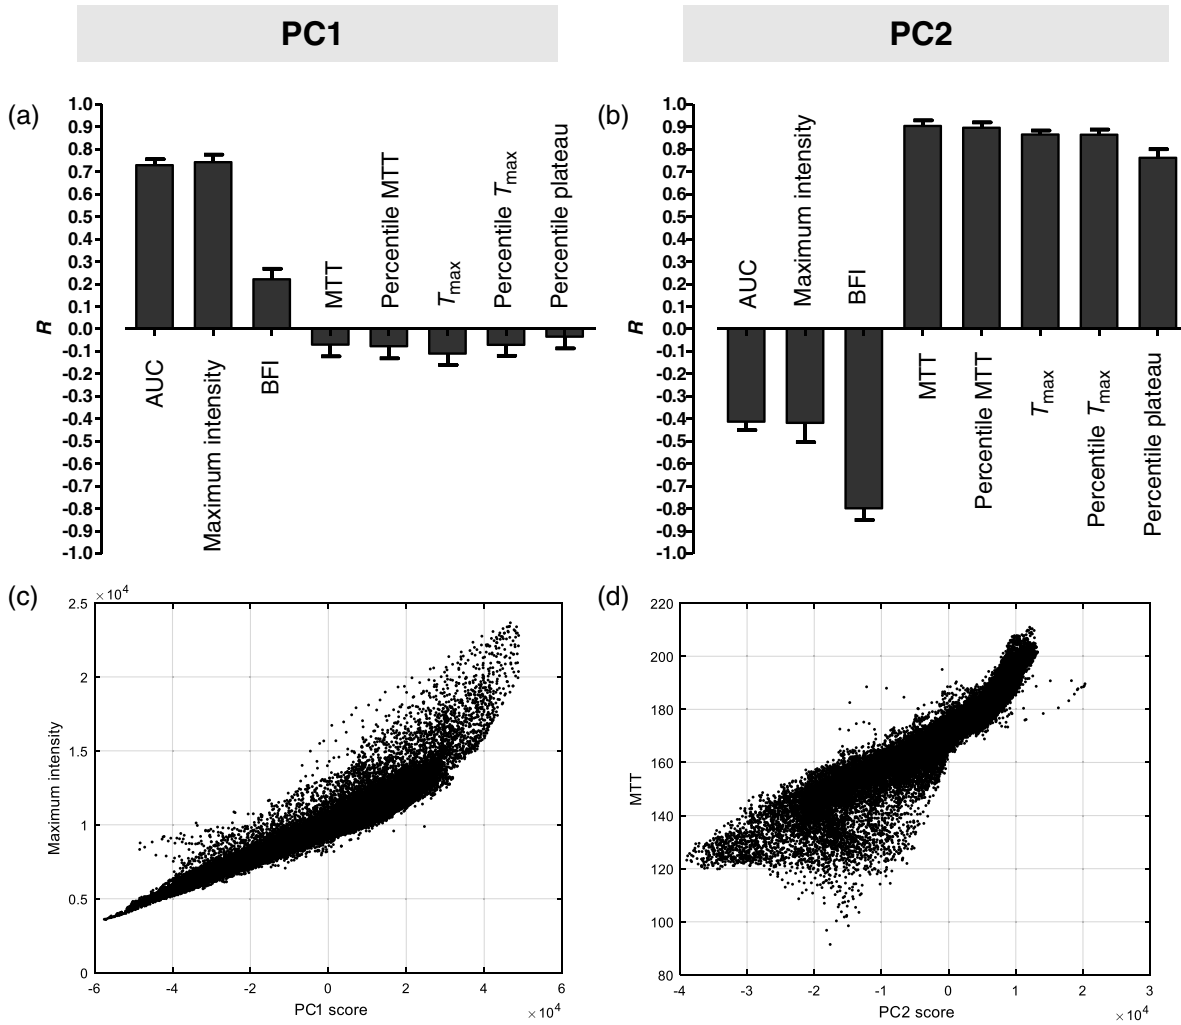 PC1
PC2
(a)
1.0
0.9
0.8
0.7
0.6
0.5
0.4
0.3
0.2
0.1
0.0
-0.1
-0.2
-0.3
-0.4
-0.5
-0.6
-0.7
-0.8
-0.9
-1.0
R
AUC
Maximum intensity
BFI
MTT
Percentile MTT
Tmax
Percentile Tmax
Percentile plateau
(b)
1.0
0.9
0.8
0.7
0.6
0.5
0.4
0.3
0.2
0.1
0.0
-0.1
-0.2
-0.3
-0.4
-0.5
-0.6
-0.7
-0.8
-0.9
-1.0
R
AUC
Maximum intensity
BFI
MTT
Percentile MTT
Tmax
Percentile Tmax
Percentile plateau
(c)
×10⁴
2.5
2
1.5
1
0.5
0
Maximum intensity
-6 -4 -2 0 2 4 6
PC1 score
×10⁴
(d)
220
200
180
160
140
120
100
80
MTT
-4 -3 -2 -1 0 1 2 3
PC2 score
×10⁴